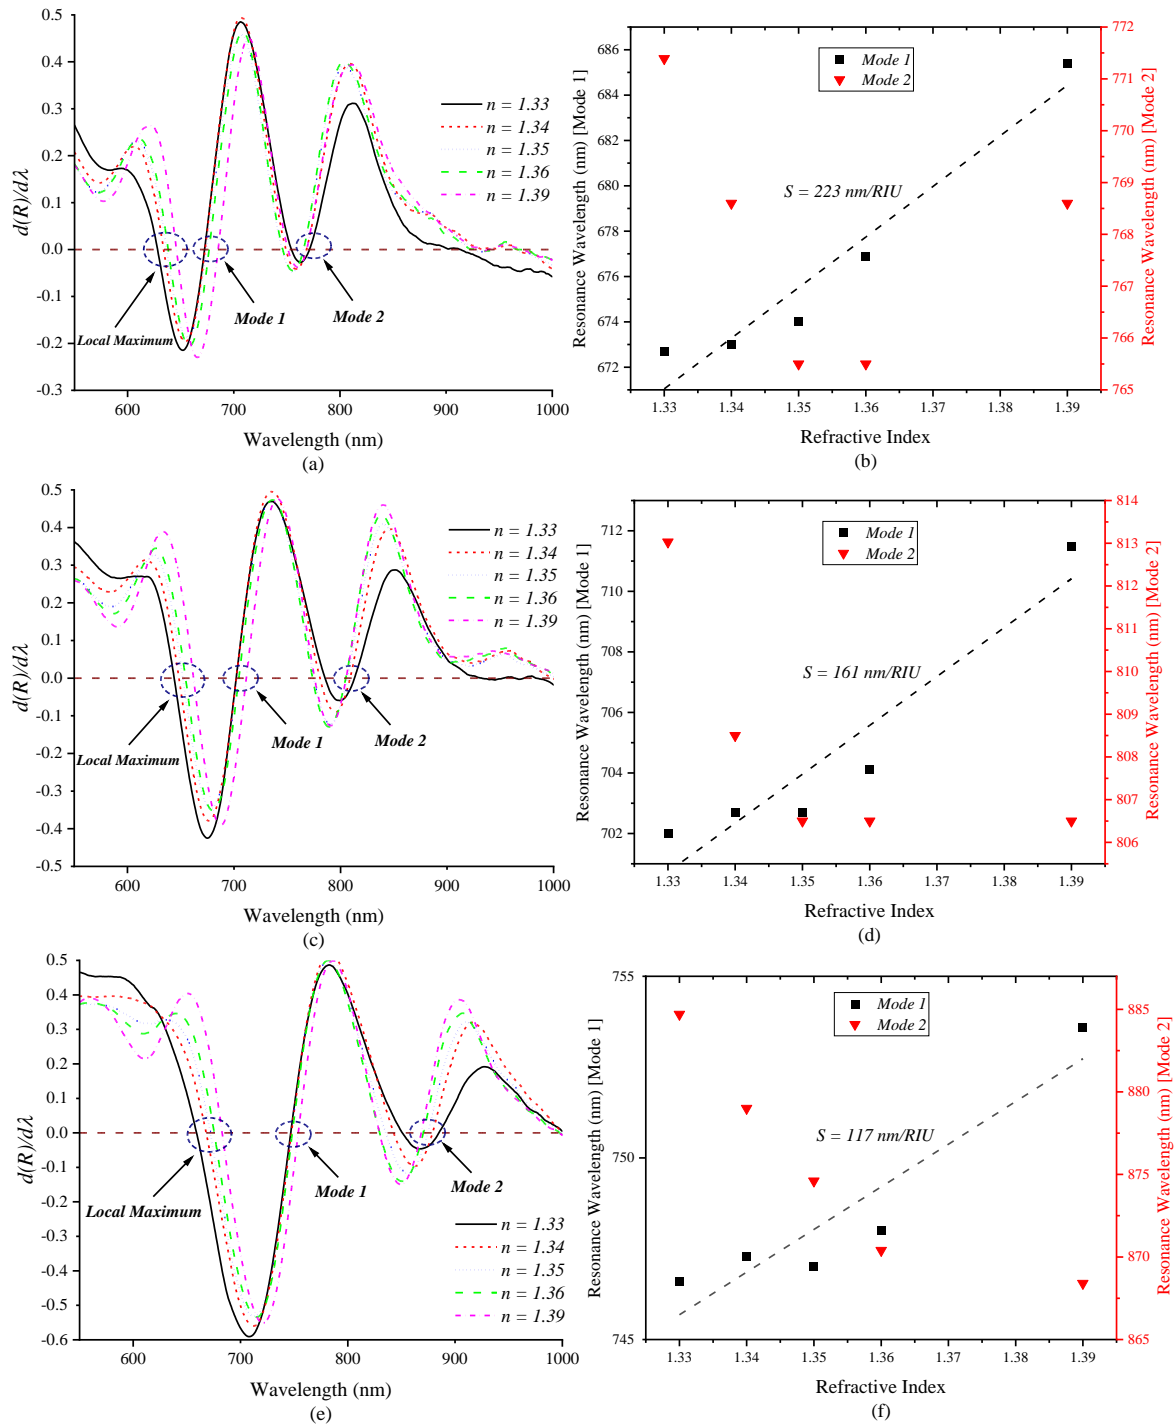 0.5
0.4
0.3
0.2
0.1
0.0
-0.1
-0.2
-0.3
d(R)/dλ
n = 1.33
n = 1.34
n = 1.35
n = 1.36
n = 1.39
Local Maximum
Mode 1
Mode 2
600 700 800 900 1000
Wavelength (nm)
(a)
686
684
682
680
678
676
674
672
Resonance Wavelength (nm) [Mode 1]
Mode 1
Mode 2
S = 223 nm/RIU
772
771
770
769
768
767
766
765
Resonance Wavelength (nm) [Mode 2]
1.33 1.34 1.35 1.36 1.37 1.38 1.39
Refractive Index
(b)
0.5
0.4
0.3
0.2
0.1
0.0
-0.1
-0.2
-0.3
-0.4
-0.5
d(R)/dλ
n = 1.33
n = 1.34
n = 1.35
n = 1.36
n = 1.39
Local Maximum
Mode 1
Mode 2
600 700 800 900 1000
Wavelength (nm)
(c)
712
710
708
706
704
702
Resonance Wavelength (nm) [Mode 1]
Mode 1
Mode 2
S = 161 nm/RIU
814
813
812
811
810
809
808
807
806
Resonance Wavelength (nm) [Mode 2]
1.33 1.34 1.35 1.36 1.37 1.38 1.39
Refractive Index
(d)
0.5
0.4
0.3
0.2
0.1
0.0
-0.1
-0.2
-0.3
-0.4
-0.5
-0.6
d(R)/dλ
Local Maximum
Mode 1
Mode 2
n = 1.33
n = 1.34
n = 1.35
n = 1.36
n = 1.39
600 700 800 900 1000
Wavelength (nm)
(e)
755
750
745
Resonance Wavelength (nm) [Mode 1]
Mode 1
Mode 2
S = 117 nm/RIU
885
880
875
870
865
Resonance Wavelength (nm) [Mode 2]
1.33 1.34 1.35 1.36 1.37 1.38 1.39
Refractive Index
(f)